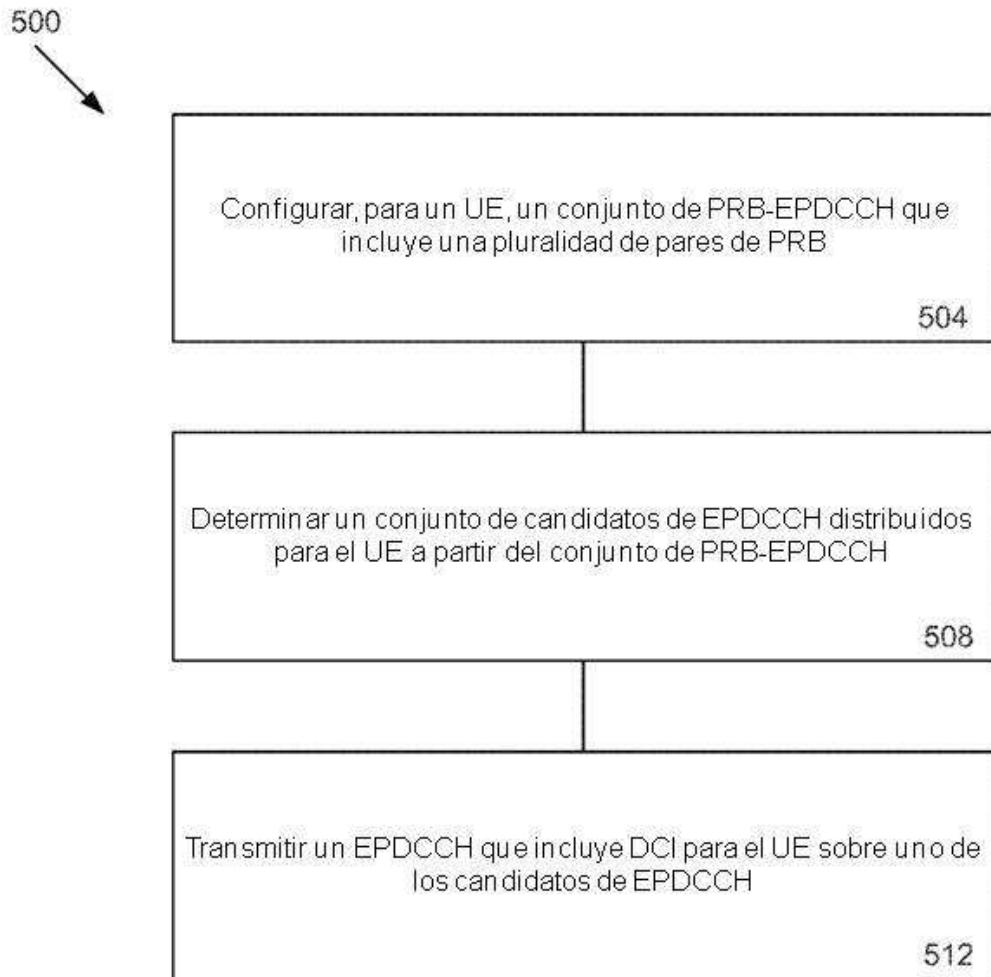 500
Configurar, para un UE, un conjunto de PRB-EPDCCH que
incluye una pluralidad de pares de PRB
504
Determinar un conjunto de candidatos de EPDCCH distribuidos
para el UE a partir del conjunto de PRB-EPDCCH
508
Transmitir un EPDCCH que incluye DCI para el UE sobre uno de
los candidatos de EPDCCH
512